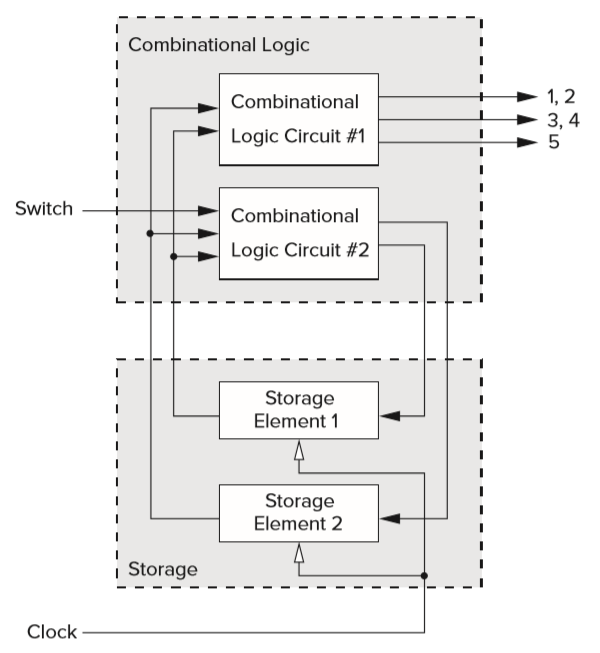 Combinational Logic
Combinational
Logic Circuit #1
1, 2
3, 4
5
Switch
Combinational
Logic Circuit #2
Storage
Element 1
Storage
Element 2
Storage
Clock